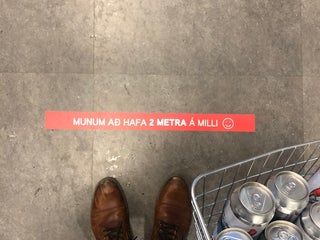 MUNUM AÐ HAFA 2 METRA Á MILLI ☺